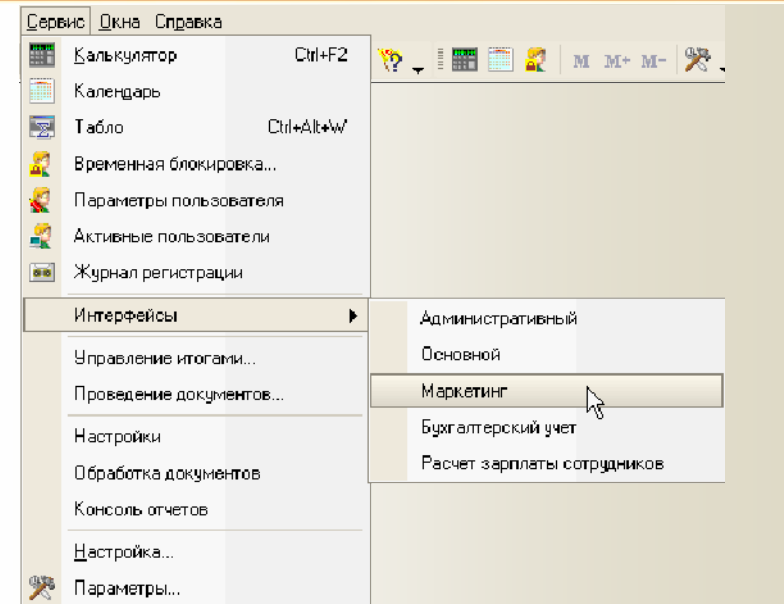 Сервис Окна Справка
Калькулятор Ctrl+F2
M M+ M-
Календарь
Табло Ctrl+Alt+W
Временная блокировка...
Параметры пользователя
Активные пользователи
Журнал регистрации
Интерфейсы
Административный
Основной
Маркетинг
Бухгалтерский учет
Расчет зарплаты сотрудников
Управление итогами...
Проведение документов...
Настройки
Обработка документов
Консоль отчетов
Настройка...
Параметры...